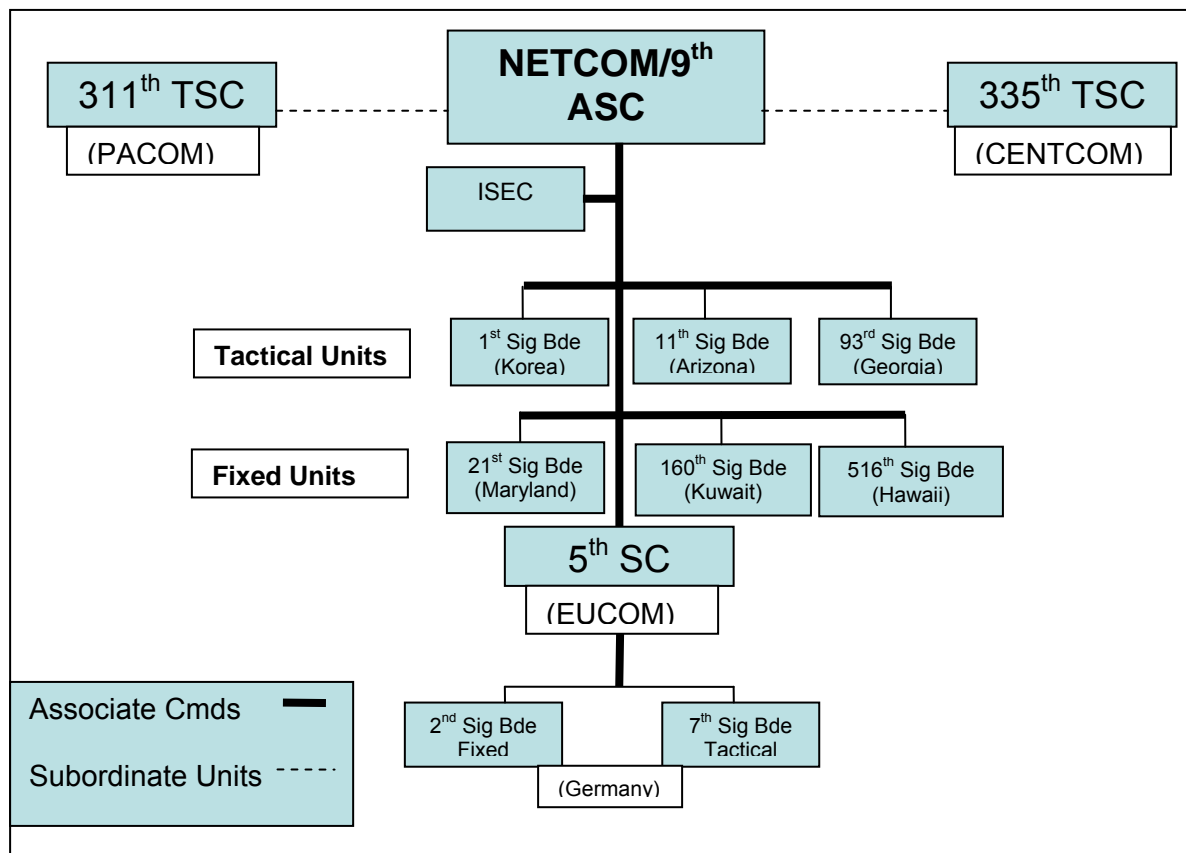 NETCOM/9th
ASC
311th TSC
(PACOM)
335th TSC
(CENTCOM)
ISEC
Tactical Units
1st Sig Bde
(Korea)
11th Sig Bde
(Arizona)
93rd Sig Bde
(Georgia)
Fixed Units
21st Sig Bde
(Maryland)
160th Sig Bde
(Kuwait)
516th Sig Bde
(Hawaii)
5th SC
(EUCOM)
2nd Sig Bde
Fixed
7th Sig Bde
Tactical
(Germany)
Associate Cmds
Subordinate Units